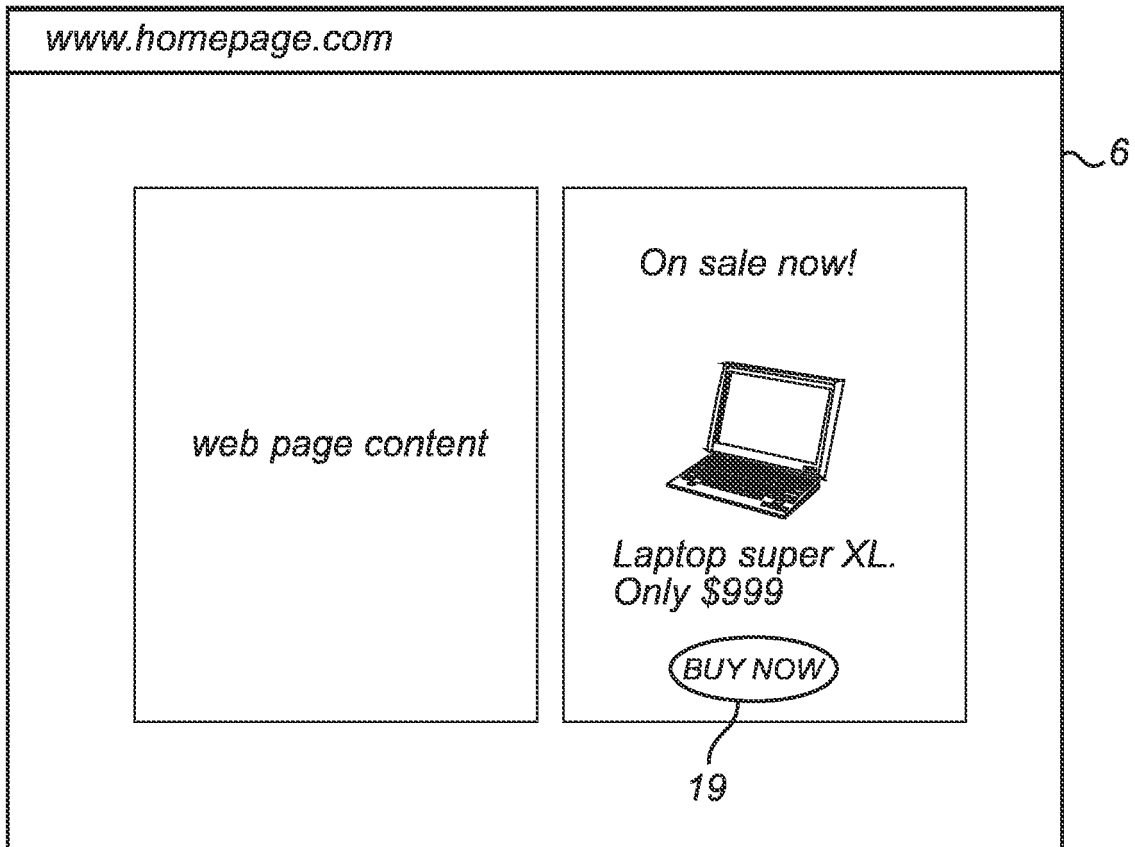 www.homepage.com
6
web page content
On sale now!
Laptop super XL.
Only $999
BUY NOW
19